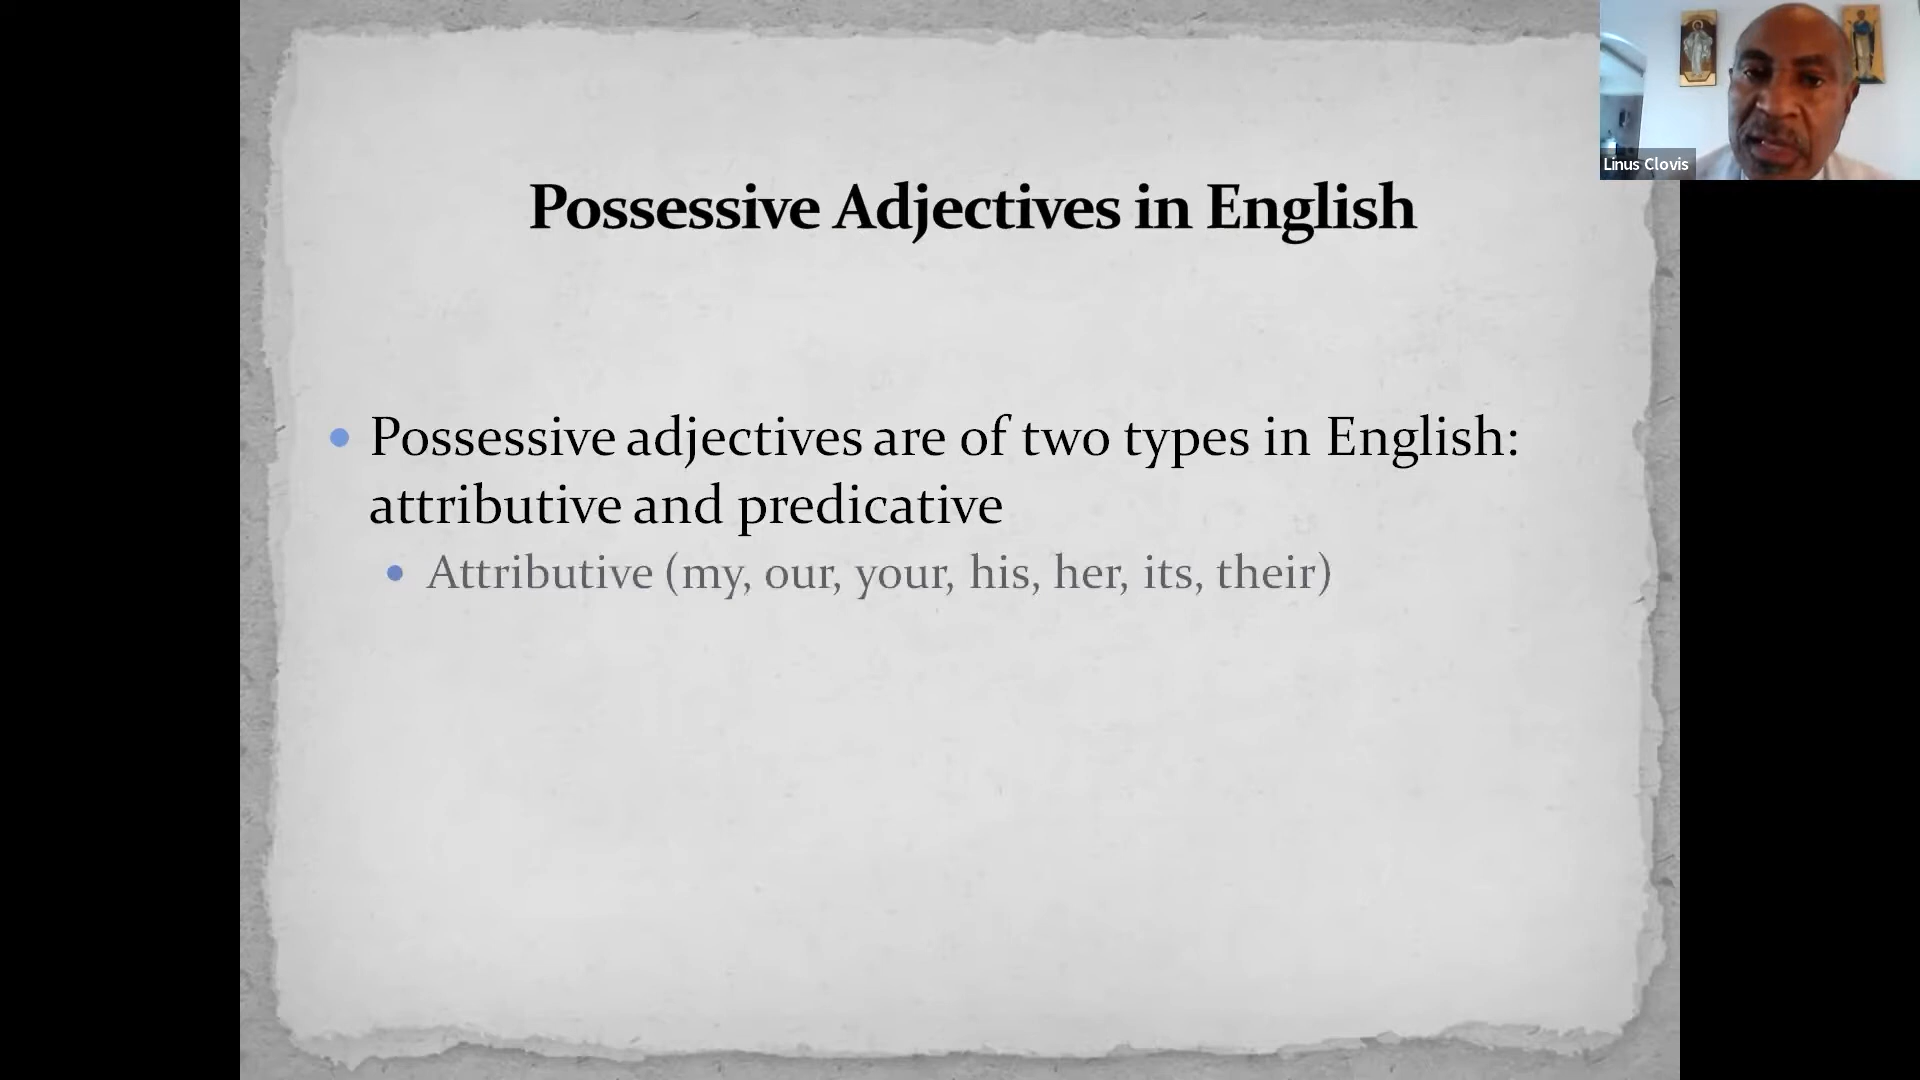 Possessive Adjectives in English
Linus Clovis
• Possessive adjectives are of two types in English:
attributive and predicative
• Attributive (my, our, your, his, her, its, their)